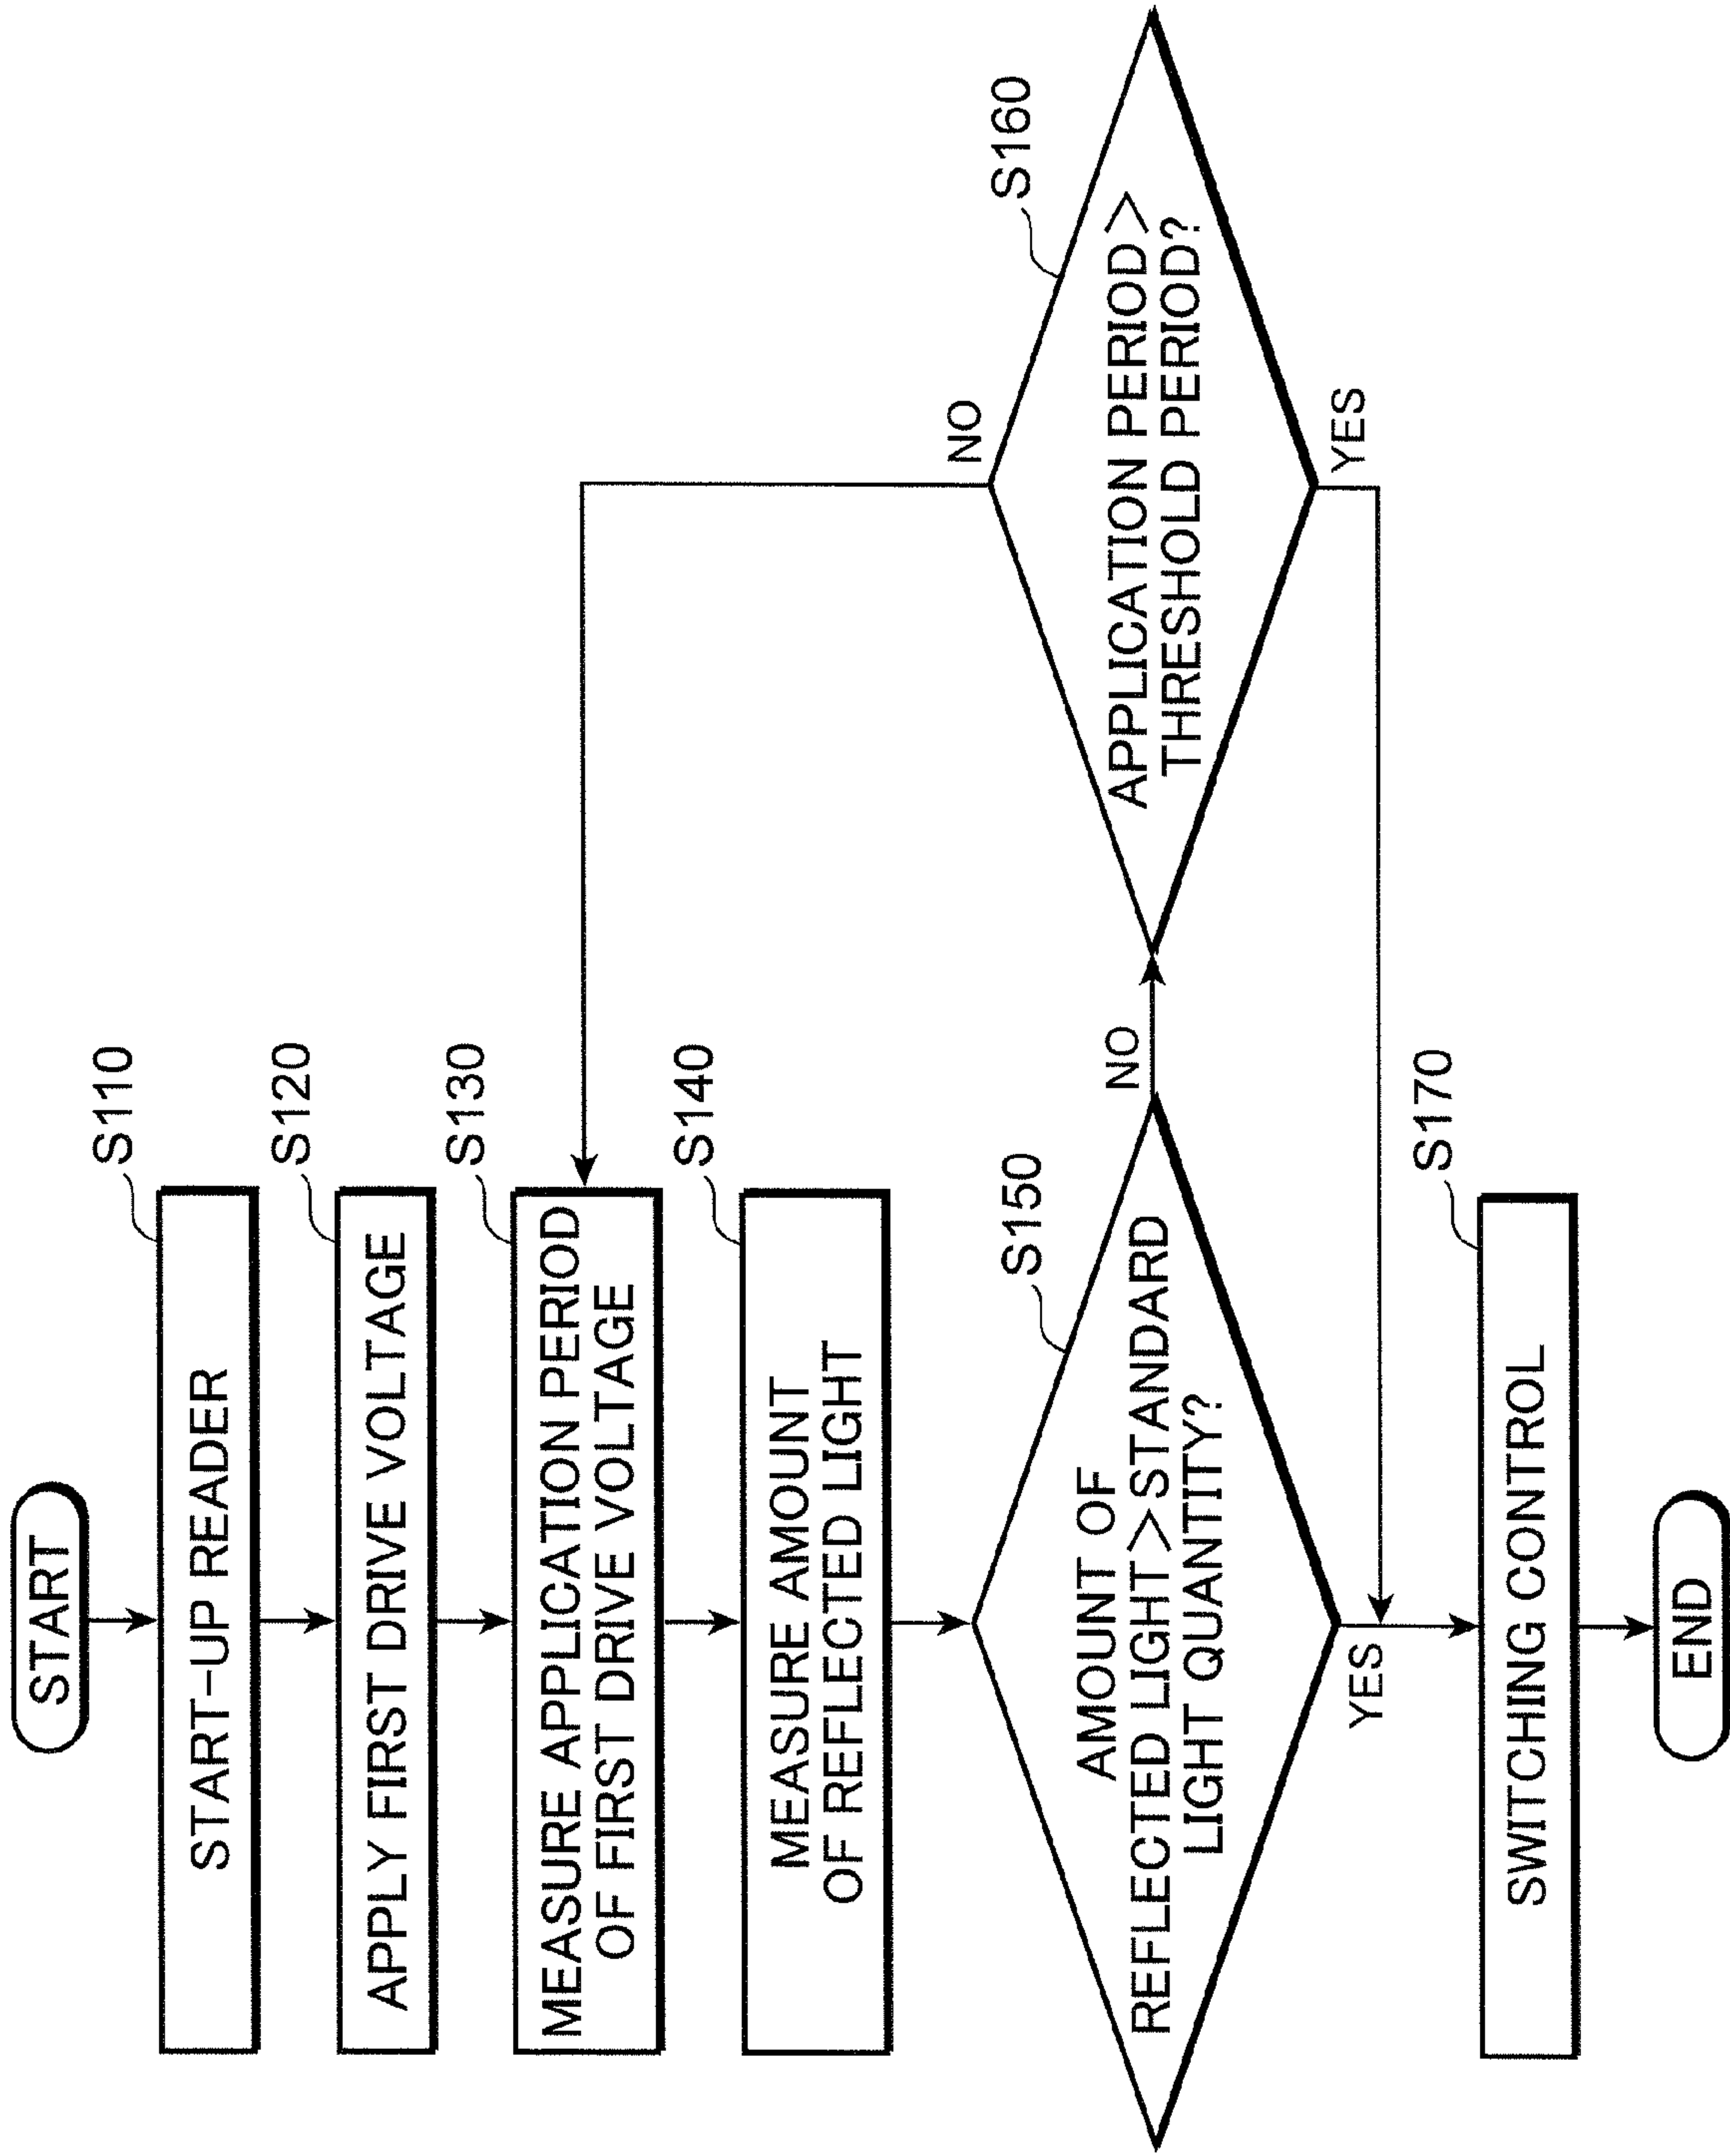 START
START-UP READER
S110
APPLY FIRST DRIVE VOLTAGE
S120
MEASURE APPLICATION PERIOD
OF FIRST DRIVE VOLTAGE
S130
MEASURE AMOUNT
OF REFLECTED LIGHT
S140
AMOUNT OF
REFLECTED LIGHT>STANDARD
LIGHT QUANTITY?
S150
NO
YES
APPLICATION PERIOD>
THRESHOLD PERIOD?
S160
NO
YES
SWITCHING CONTROL
S170
END